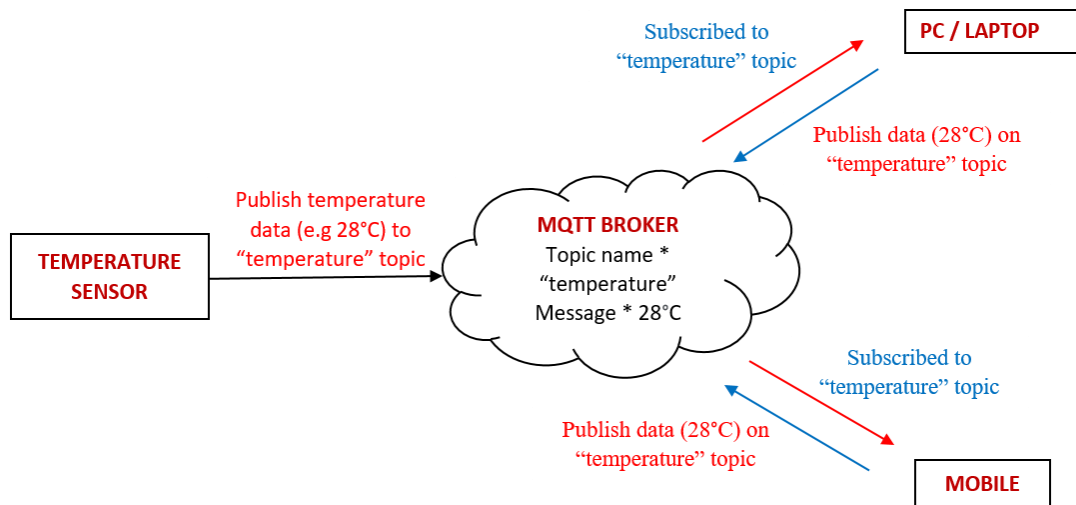 Subscribed to
“temperature” topic
PC / LAPTOP
Publish data (28°C) on
“temperature” topic
Publish temperature
data (e.g 28°C) to
“temperature” topic
TEMPERATURE
SENSOR
MQTT BROKER
Topic name *
“temperature”
Message * 28°C
Subscribed to
“temperature” topic
Publish data (28°C) on
“temperature” topic
MOBILE